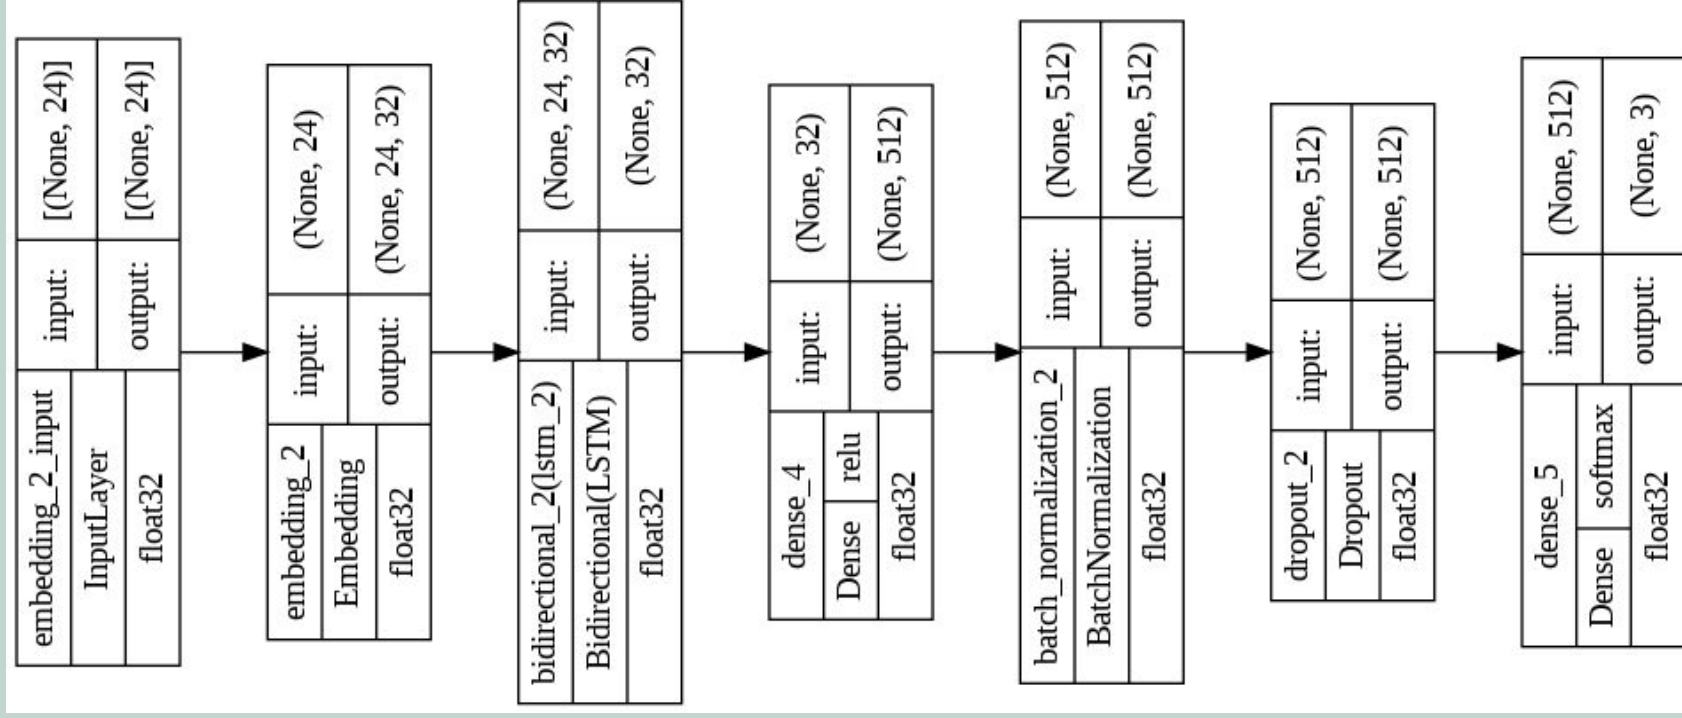 embedding_2_input
InputLayer
float32
input:
output:
[(None, 24)]
[(None, 24)]
embedding_2
Embedding
float32
input:
output:
(None, 24)
(None, 24, 32)
bidirectional_2(lstm_2)
Bidirectional(LSTM)
float32
input:
output:
(None, 24, 32)
(None, 32)
dense_4
Dense
relu
float32
input:
output:
(None, 32)
(None, 512)
batch_normalization_2
BatchNormalization
float32
input:
output:
(None, 512)
(None, 512)
dropout_2
Dropout
float32
input:
output:
(None, 512)
(None, 512)
dense_5
Dense
softmax
float32
input:
output:
(None, 512)
(None, 3)